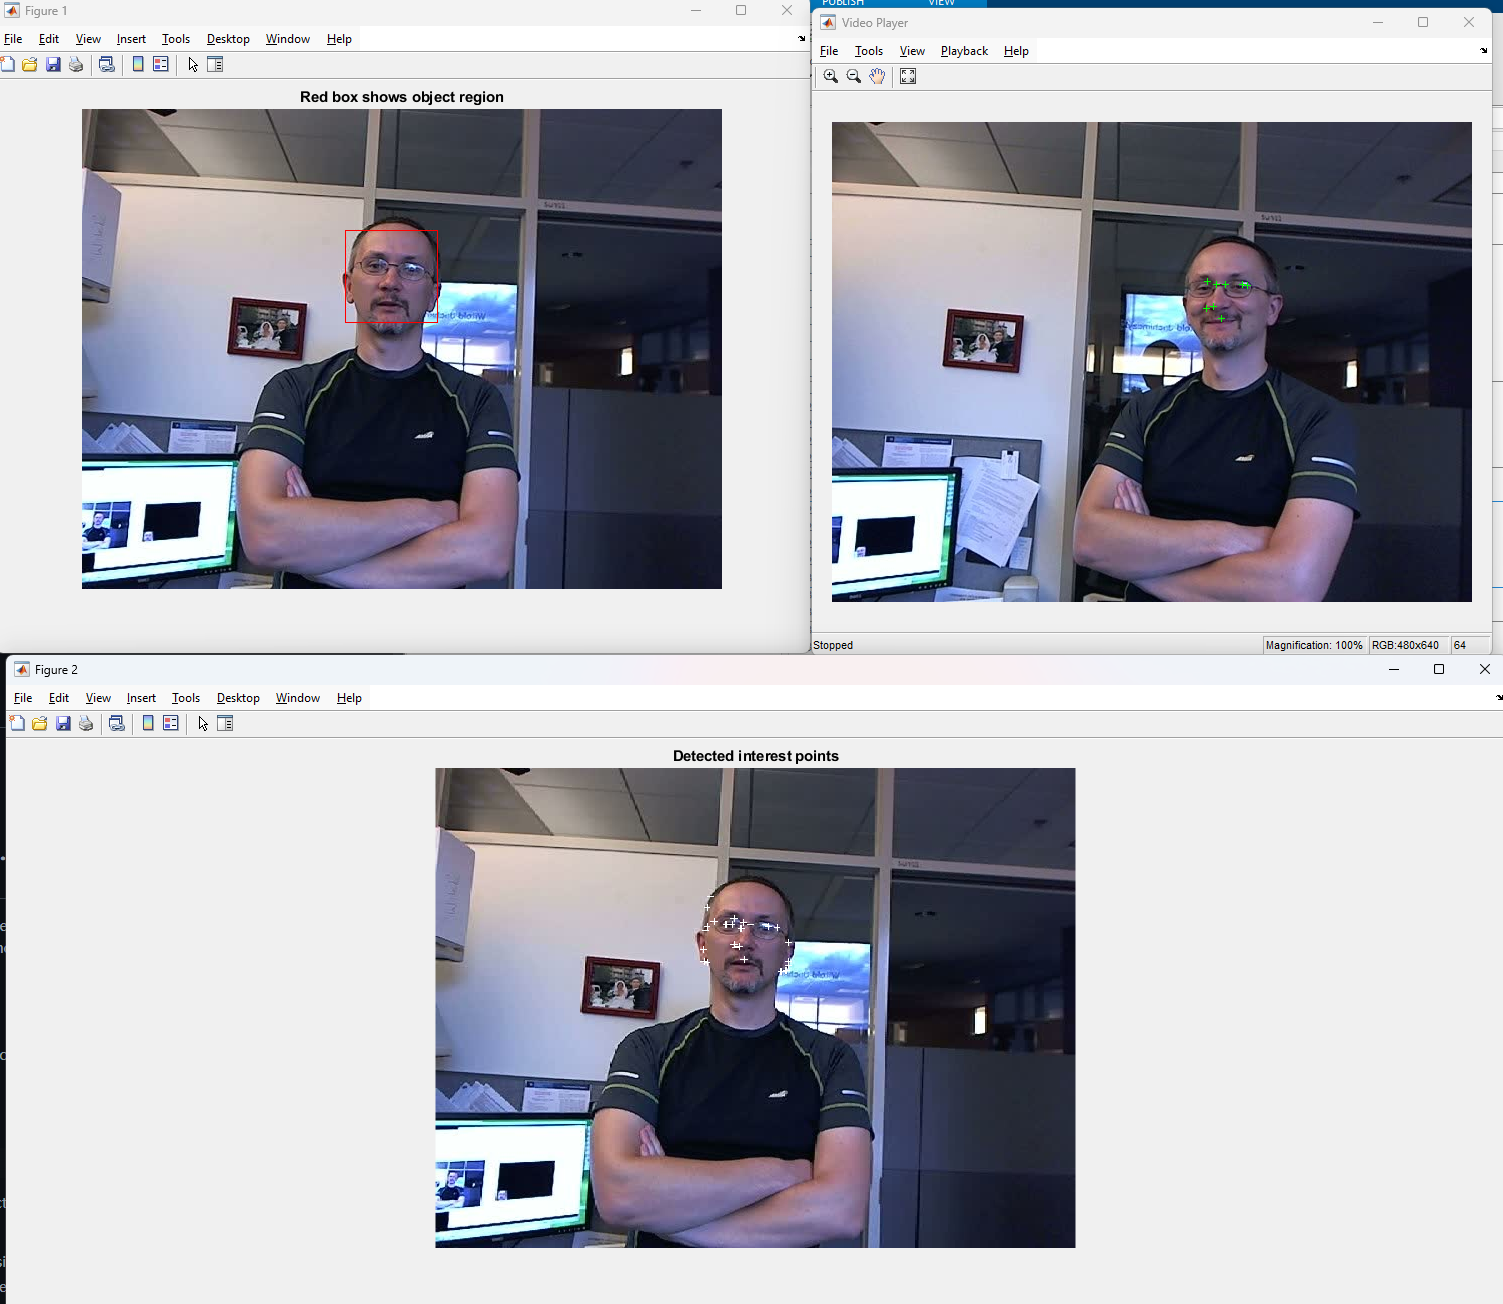 PUBLISH VIEW
Figure 1
File Edit View Insert Tools Desktop Window Help
Red box shows object region
Video Player
File Tools View Playback Help
Stopped
Magnification: 100% RGB:480x640 64
Figure 2
File Edit View Insert Tools Desktop Window Help
Detected interest points